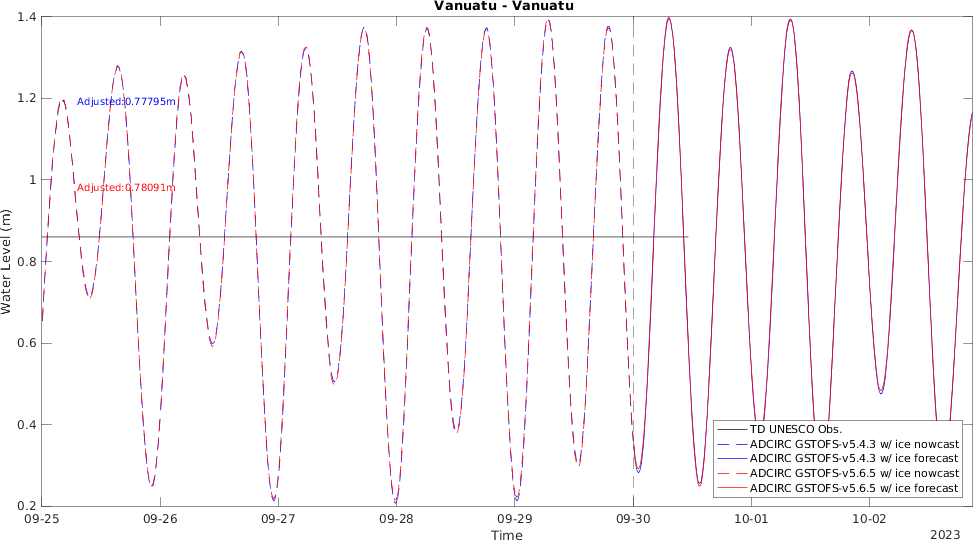 Vanuatu - Vanuatu
1.4
1.2
1
0.8
0.6
0.4
0.2
Water Level (m)
Adjusted:0.77795m
Adjusted:0.78091m
TD UNESCO Obs.
ADCIRC GSTOFS-v5.4.3 w/ ice nowcast
ADCIRC GSTOFS-v5.4.3 w/ ice forecast
ADCIRC GSTOFS-v5.6.5 w/ ice nowcast
ADCIRC GSTOFS-v5.6.5 w/ ice forecast
09-25 09-26 09-27 09-28 09-29 09-30 10-01 10-02
Time
2023